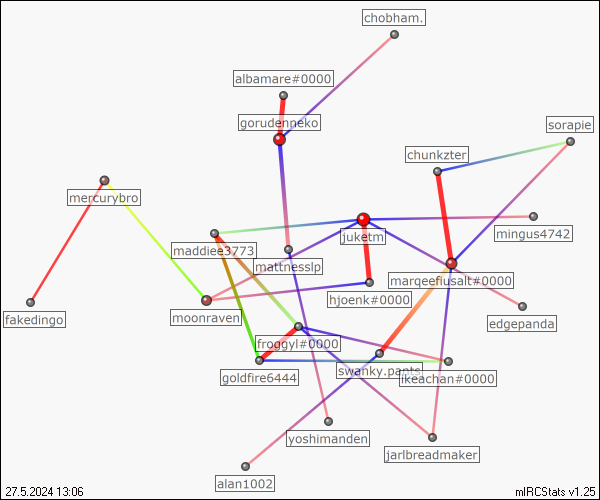 chobham.
albamare#0000
gorudenneko
sorapie
chunkzter
mercurybro
mingus4742
juketm
maddiee3773
mattnesslp
marqeefiusalt#0000
hjoenk#0000
moonraven
fakedingo
edgepanda
froggyl#0000
swanky.pants
goldfire6444
ikeachan#0000
yoshimanden
jarlbreadmaker
alan1002
27.5.2024 13:06
mIRCStats v1.25